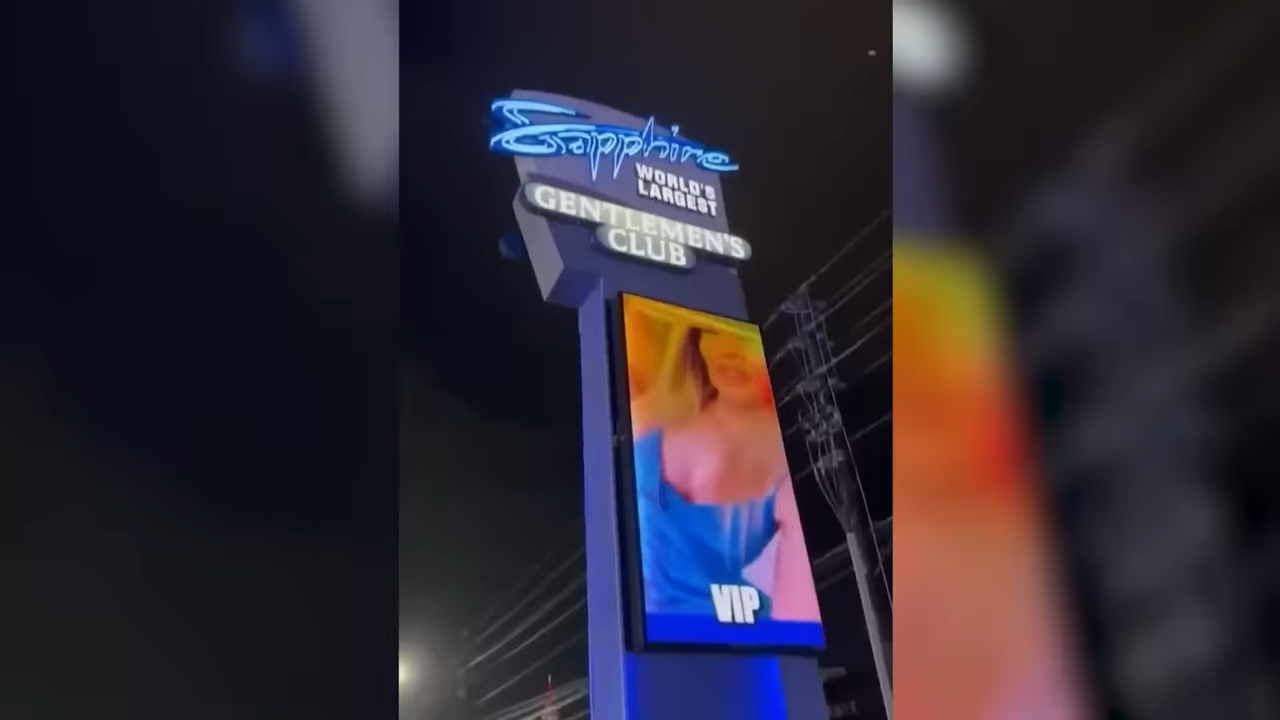 Sapphire
WORLD'S
LARGEST
GENTLEMEN'S
CLUB
VIP